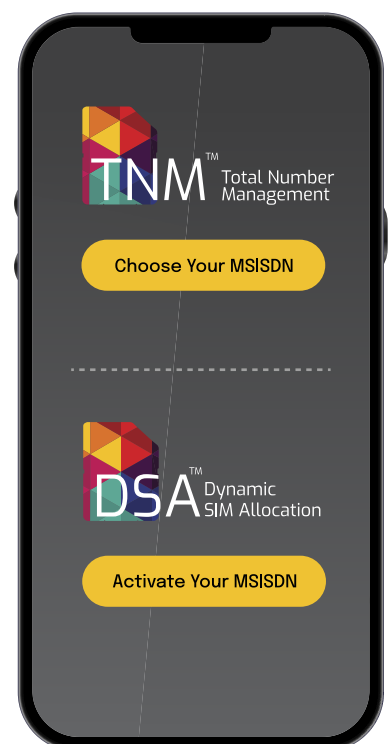 TNM™ Total Number
Management
Choose Your MSISDN
DSA™ Dynamic
SIM Allocation
Activate Your MSISDN